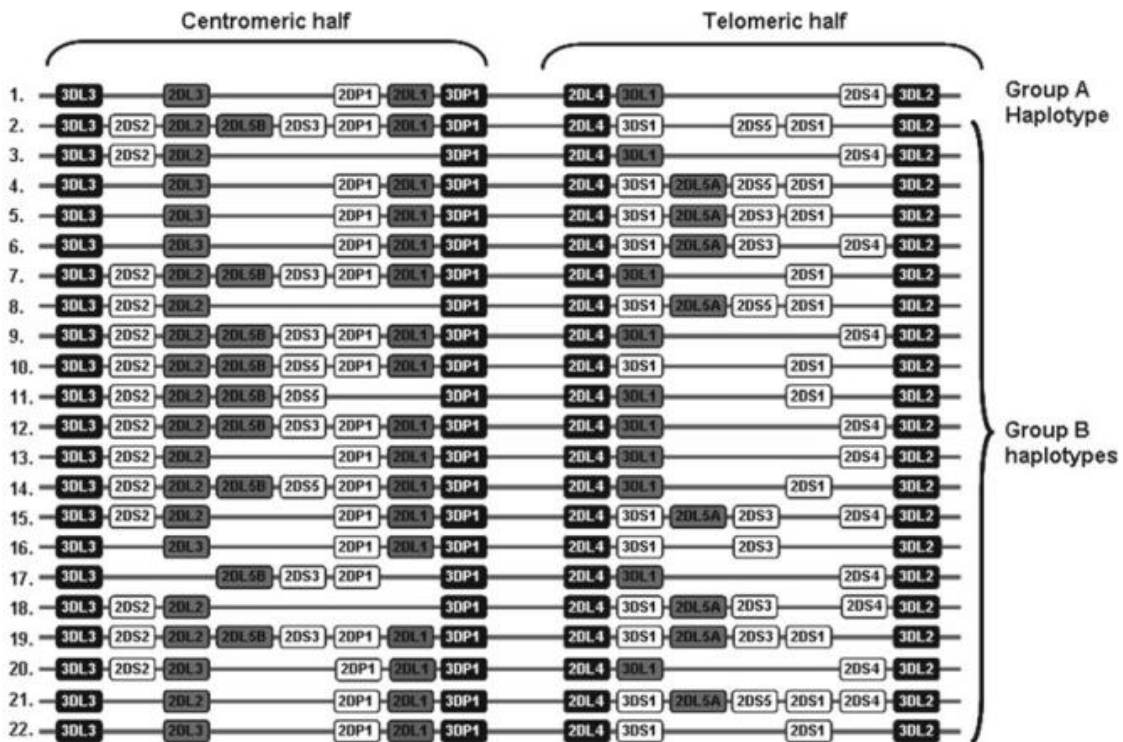 Centromeric half Telomeric half
1. 3DL3 2DL3 2DP1 2DL1 3DP1 2DL4 3DL1 2DS4 3DL2 Group A
Haplotype
2. 3DL3 2DS2 2DL2 2DL5B 2DS3 2DP1 2DL1 3DP1 2DL4 3DS1 2DS5 2DS1 3DL2
3. 3DL3 2DS2 2DL2 3DP1 2DL4 3DL1 2DS4 3DL2
4. 3DL3 2DL3 2DP1 2DL1 3DP1 2DL4 3DS1 2DL5A 2DS5 2DS1 3DL2
5. 3DL3 2DL3 2DP1 2DL1 3DP1 2DL4 3DS1 2DL5A 2DS3 2DS1 3DL2
6. 3DL3 2DL3 2DP1 2DL1 3DP1 2DL4 3DS1 2DL5A 2DS3 2DS4 3DL2
7. 3DL3 2DS2 2DL2 2DL5B 2DS3 2DP1 2DL1 3DP1 2DL4 3DL1 2DS1 3DL2
8. 3DL3 2DS2 2DL2 3DP1 2DL4 3DS1 2DL5A 2DS5 2DS1 3DL2
9. 3DL3 2DS2 2DL2 2DL5B 2DS3 2DP1 2DL1 3DP1 2DL4 3DL1 2DS4 3DL2
10. 3DL3 2DS2 2DL2 2DL5B 2DS5 2DP1 2DL1 3DP1 2DL4 3DS1 2DS1 3DL2
11. 3DL3 2DS2 2DL2 2DL5B 2DS5 3DP1 2DL4 3DL1 2DS1 3DL2
12. 3DL3 2DS2 2DL2 2DL5B 2DS3 2DP1 2DL1 3DP1 2DL4 3DL1 2DS4 3DL2 Group B
haplotypes
13. 3DL3 2DS2 2DL2 2DP1 2DL1 3DP1 2DL4 3DL1 2DS4 3DL2
14. 3DL3 2DS2 2DL2 2DL5B 2DS5 2DP1 2DL1 3DP1 2DL4 3DL1 2DS1 3DL2
15. 3DL3 2DS2 2DL2 2DP1 2DL1 3DP1 2DL4 3DS1 2DL5A 2DS3 2DS4 3DL2
16. 3DL3 2DL3 2DP1 2DL1 3DP1 2DL4 3DS1 2DS3 3DL2
17. 3DL3 2DL5B 2DS3 2DP1 3DP1 2DL4 3DL1 2DS4 3DL2
18. 3DL3 2DS2 2DL2 3DP1 2DL4 3DS1 2DL5A 2DS3 2DS4 3DL2
19. 3DL3 2DS2 2DL2 2DL5B 2DS3 2DP1 2DL1 3DP1 2DL4 3DS1 2DL5A 2DS3 2DS1 3DL2
20. 3DL3 2DS2 2DL3 2DP1 2DL1 3DP1 2DL4 3DL1 2DS4 3DL2
21. 3DL3 2DL2 2DP1 2DL1 3DP1 2DL4 3DS1 2DL5A 2DS5 2DS1 2DS4 3DL2
22. 3DL3 2DL3 2DP1 2DL1 3DP1 2DL4 3DS1 2DS1 3DL2